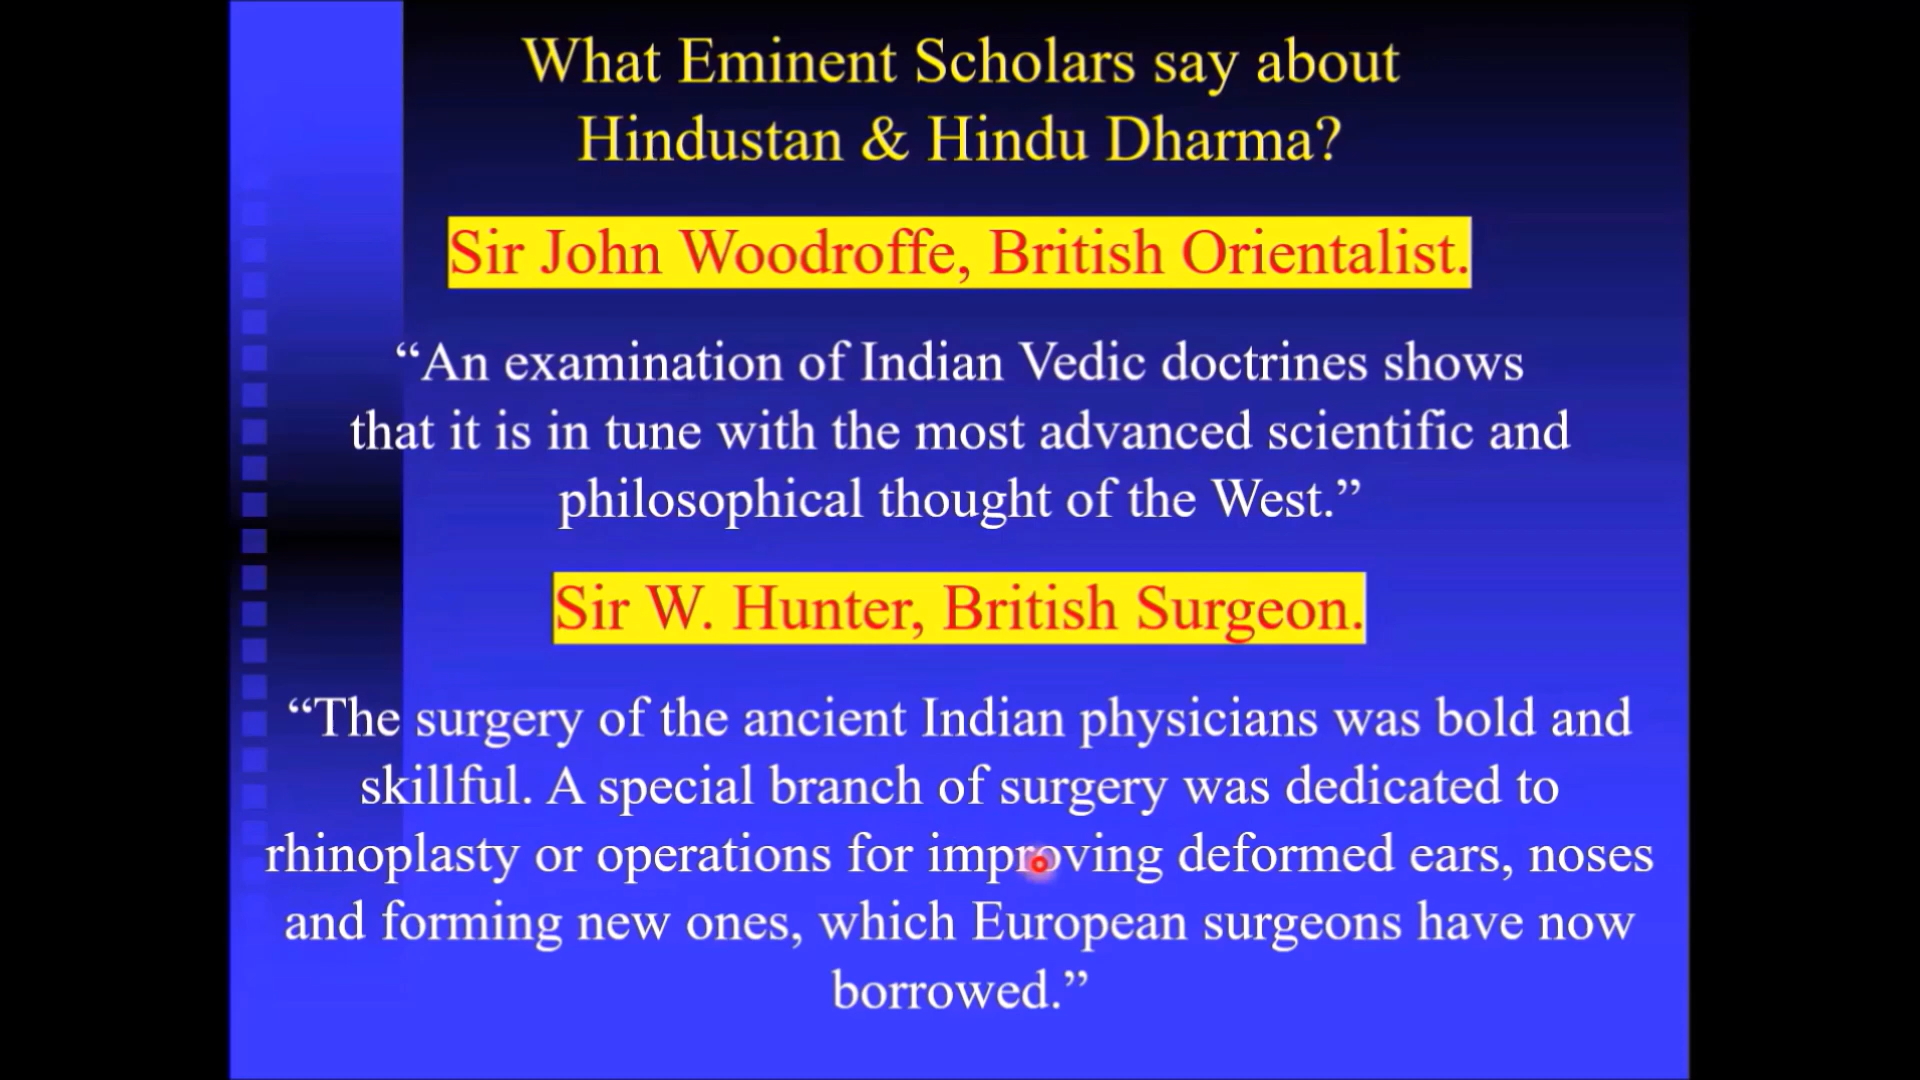 What Eminent Scholars say about
Hindustan & Hindu Dharma?
Sir John Woodroffe, British Orientalist.
“An examination of Indian Vedic doctrines shows
that it is in tune with the most advanced scientific and
philosophical thought of the West.”
Sir W. Hunter, British Surgeon.
“The surgery of the ancient Indian physicians was bold and
skillful. A special branch of surgery was dedicated to
rhinoplasty or operations for improving deformed ears, noses
and forming new ones, which European surgeons have now
borrowed.”